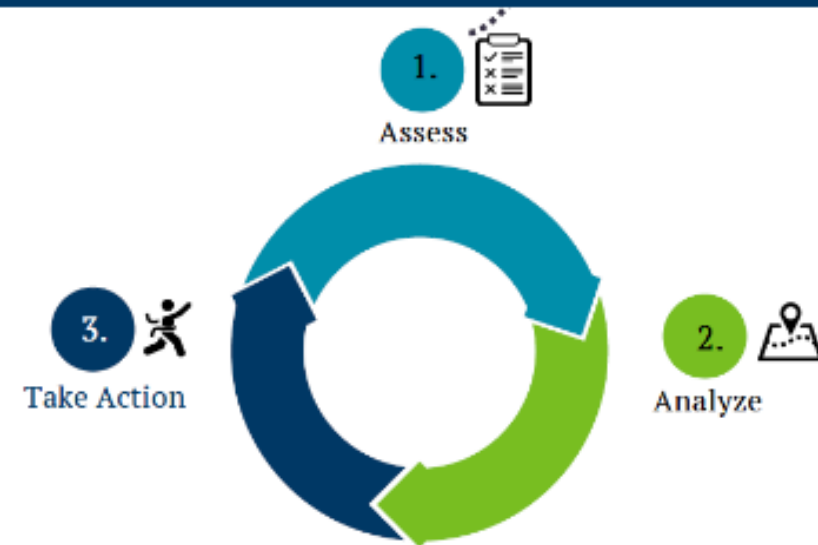 1.
Assess
2.
Analyze
3.
Take Action